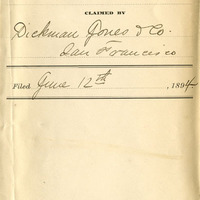 CLAIMED BY
Dickman Jones & Co.
San Francisco
Filed June 12th, 1894